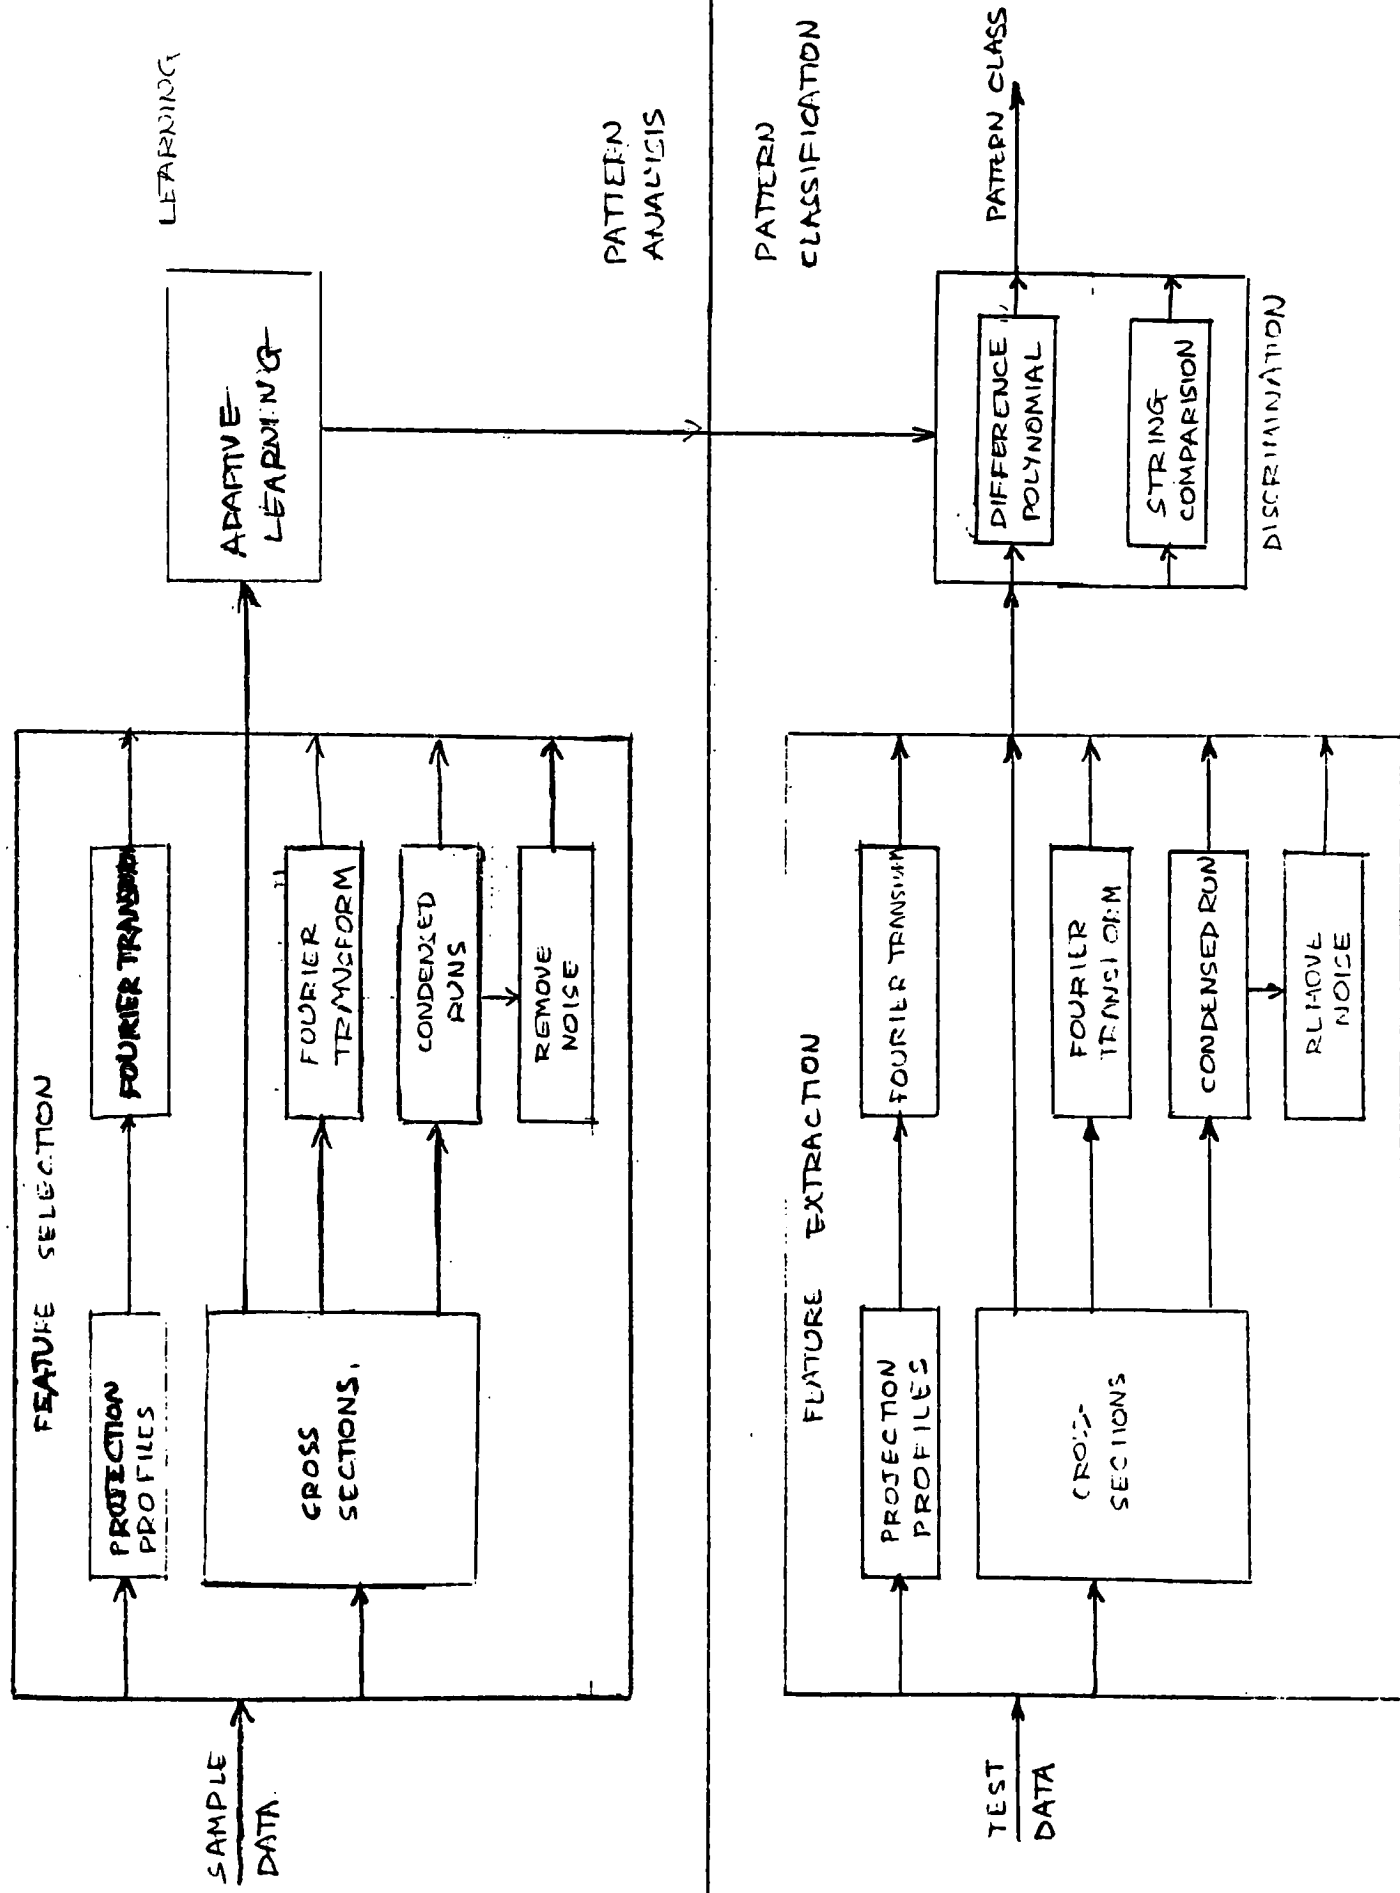 LEARNING
ADAPTIVE
LEARNING
FEATURE SELECTION
PROJECTION
PROFILES
FOURIER TRANSFORM
CROSS
SECTIONS.
FOURIER
TRANSFORM
CONDENSED
RUNS
REMOVE
NOISE
SAMPLE
DATA.
PATTERN
ANALYSIS
PATTERN
CLASSIFICATION
FEATURE EXTRACTION
PROJECTION
PROFILES
FOURIER TRANSFORM
CROSS
SECTIONS
FOURIER
TRANSFORM
CONDENSED RUN
REMOVE
NOISE
TEST
DATA
DIFFERENCE
POLYNOMIAL
STRING
COMPARISION
DISCRIMINATION
PATTERN CLASS